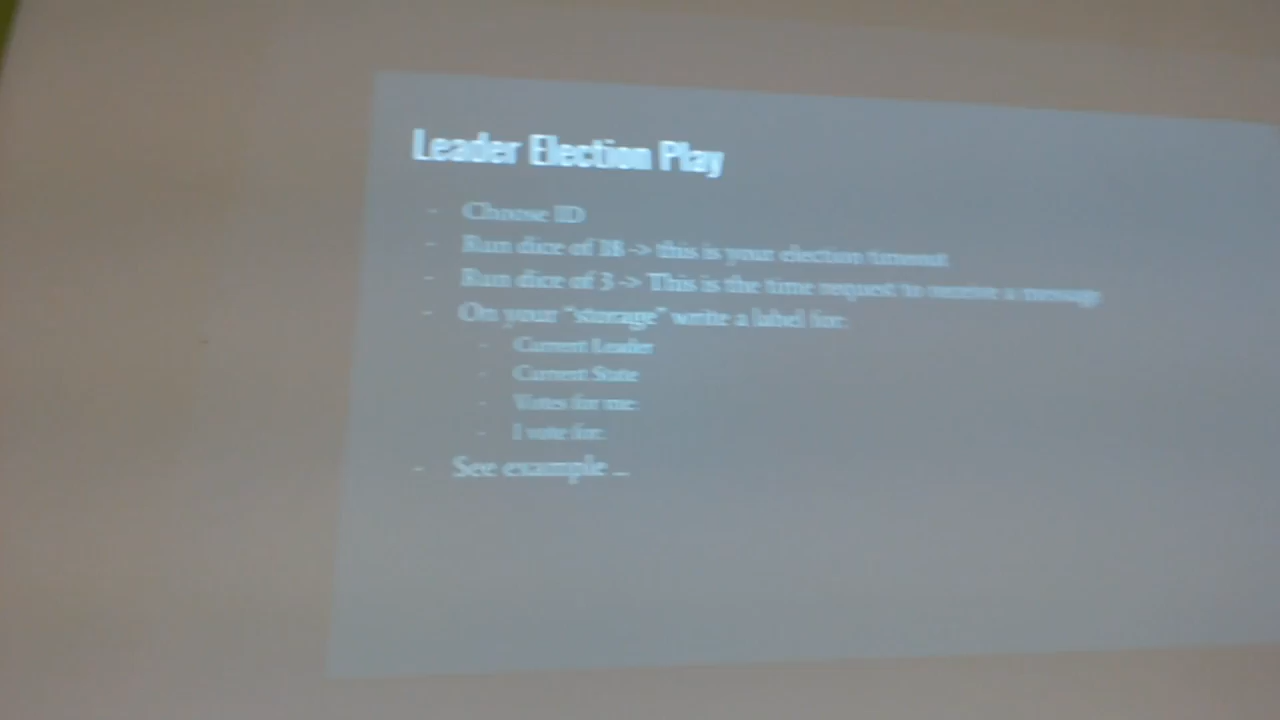 Leader Election Play
- Choose ID
- Run dice of 18 -> this is your election timeout
- Run dice of 3 -> This is the time request to receive a message
- On your "storage" write a label for:
- Current Leader
- Current State
- Votes for me:
- I vote for:
- See example ...